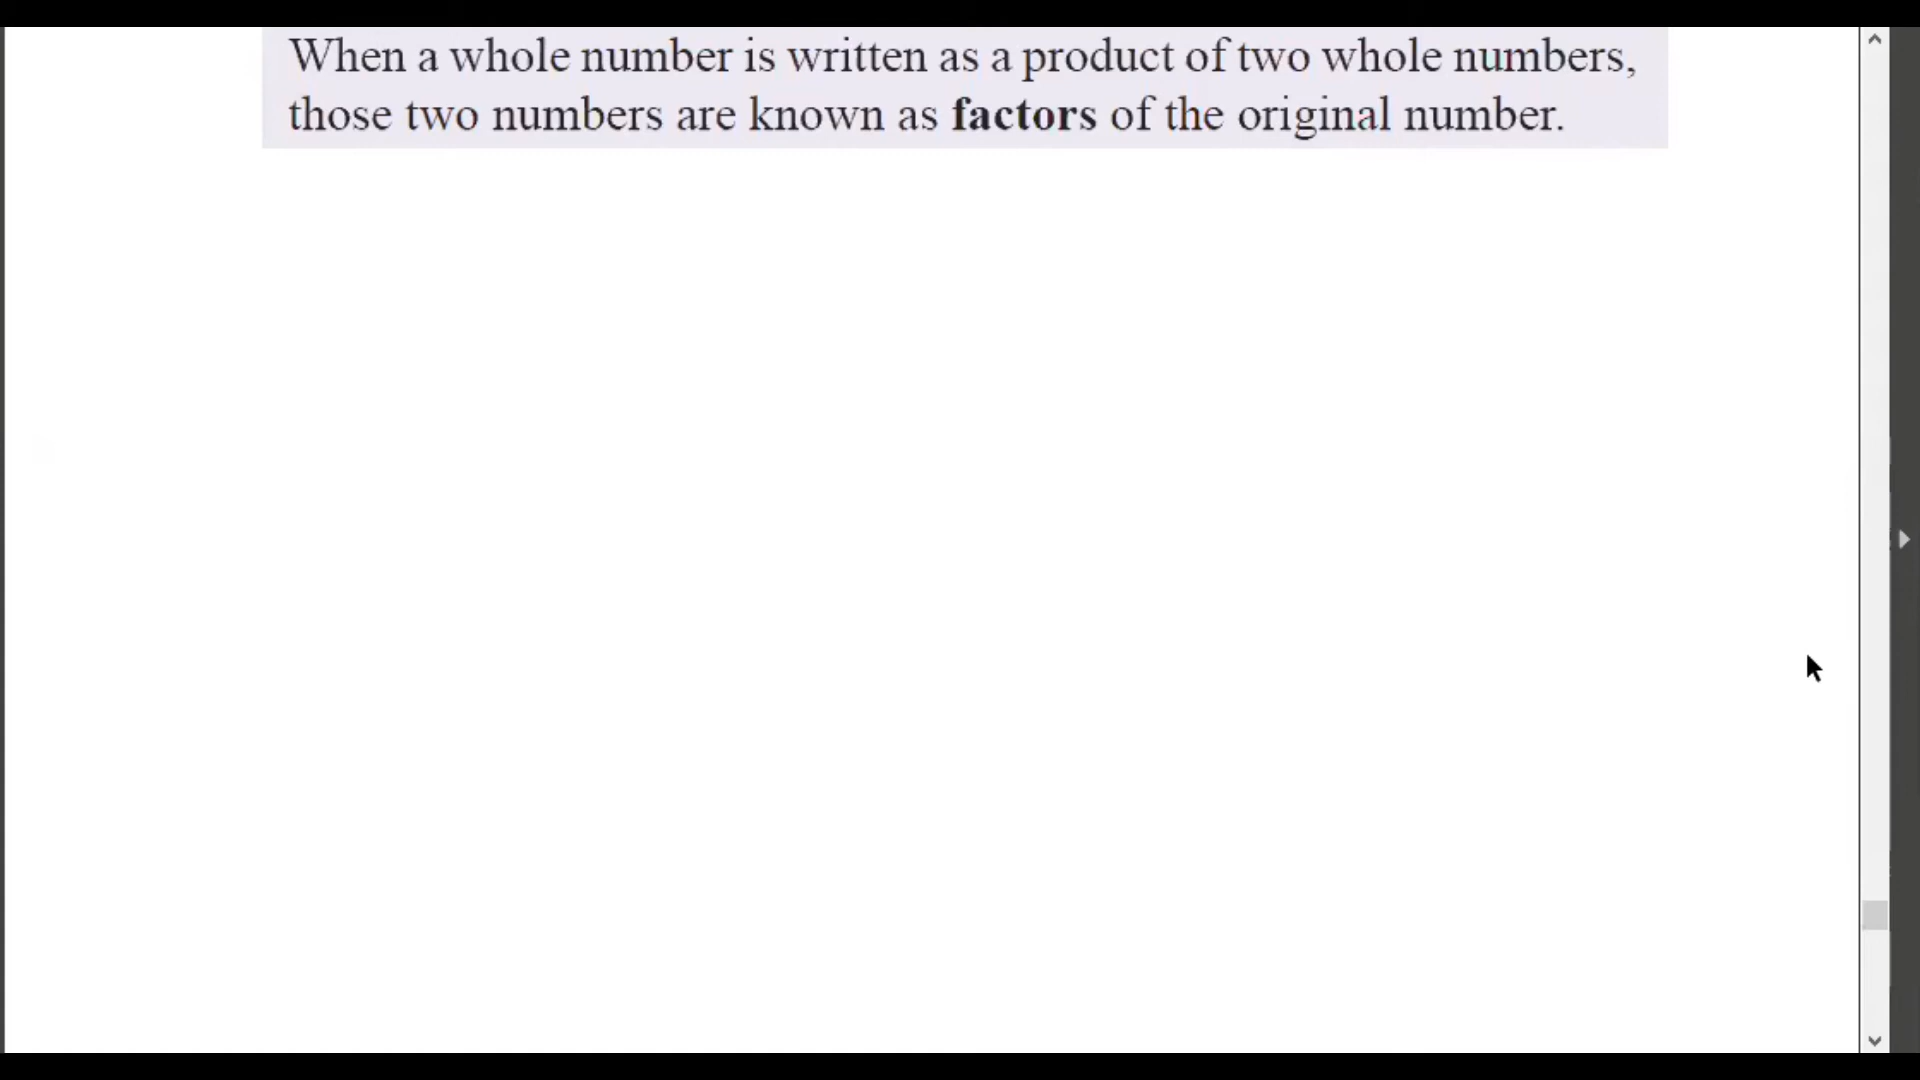 When a whole number is written as a product of two whole numbers,
those two numbers are known as factors of the original number.